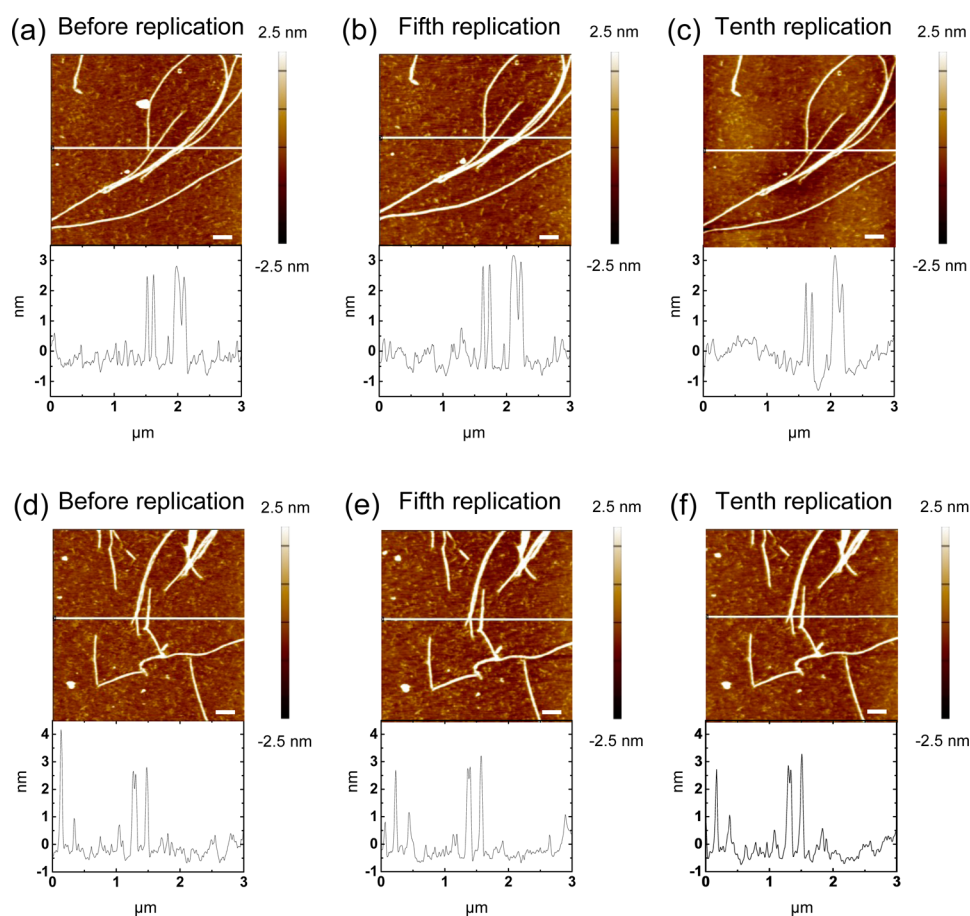 (a) Before replication 2.5 nm
(b) Fifth replication 2.5 nm
(c) Tenth replication 2.5 nm
-2.5 nm
-2.5 nm
-2.5 nm
3
2
1
0
-1
nm
0 1 2 3
µm
3
2
1
0
-1
nm
0 1 2 3
µm
3
2
1
0
-1
nm
0 1 2 3
µm
(d) Before replication 2.5 nm
(e) Fifth replication 2.5 nm
(f) Tenth replication 2.5 nm
-2.5 nm
-2.5 nm
-2.5 nm
4
3
2
1
0
-1
nm
0 1 2 3
µm
4
3
2
1
0
-1
nm
0 1 2 3
µm
4
3
2
1
0
-1
nm
0 1 2 3
µm